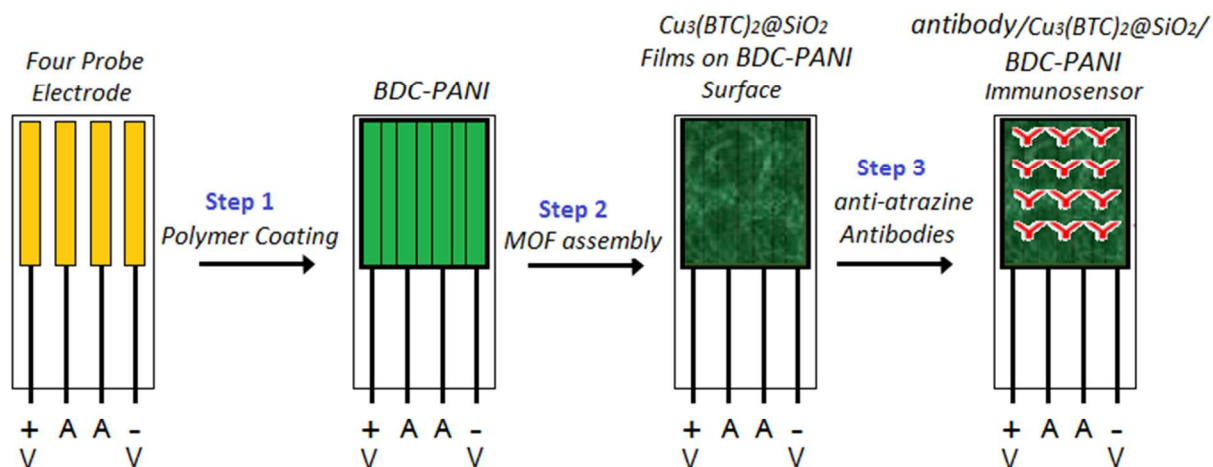 Four Probe
Electrode
+ A A -
V V
Step 1
Polymer Coating
BDC-PANI
+ A A -
V V
Step 2
MOF assembly
Cu₃(BTC)₂@SiO₂
Films on BDC-PANI
Surface
+ A A -
V V
Step 3
anti-atrazine
Antibodies
antibody/Cu₃(BTC)₂@SiO₂/
BDC-PANI
Immunosensor
+ A A -
V V